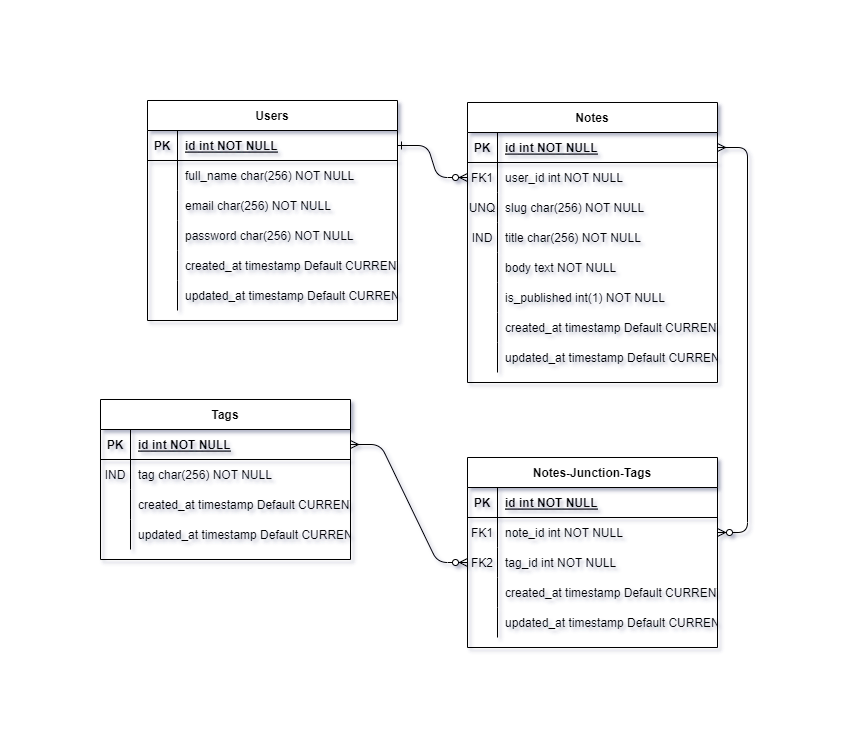 Users
PK id int NOT NULL
full_name char(256) NOT NULL
email char(256) NOT NULL
password char(256) NOT NULL
created_at timestamp Default CURREN
updated_at timestamp Default CURREN
Notes
PK id int NOT NULL
FK1 user_id int NOT NULL
UNQ slug char(256) NOT NULL
IND title char(256) NOT NULL
body text NOT NULL
is_published int(1) NOT NULL
created_at timestamp Default CURREN
updated_at timestamp Default CURREN
Tags
PK id int NOT NULL
IND tag char(256) NOT NULL
created_at timestamp Default CURREN
updated_at timestamp Default CURREN
Notes-Junction-Tags
PK id int NOT NULL
FK1 note_id int NOT NULL
FK2 tag_id int NOT NULL
created_at timestamp Default CURREN
updated_at timestamp Default CURREN